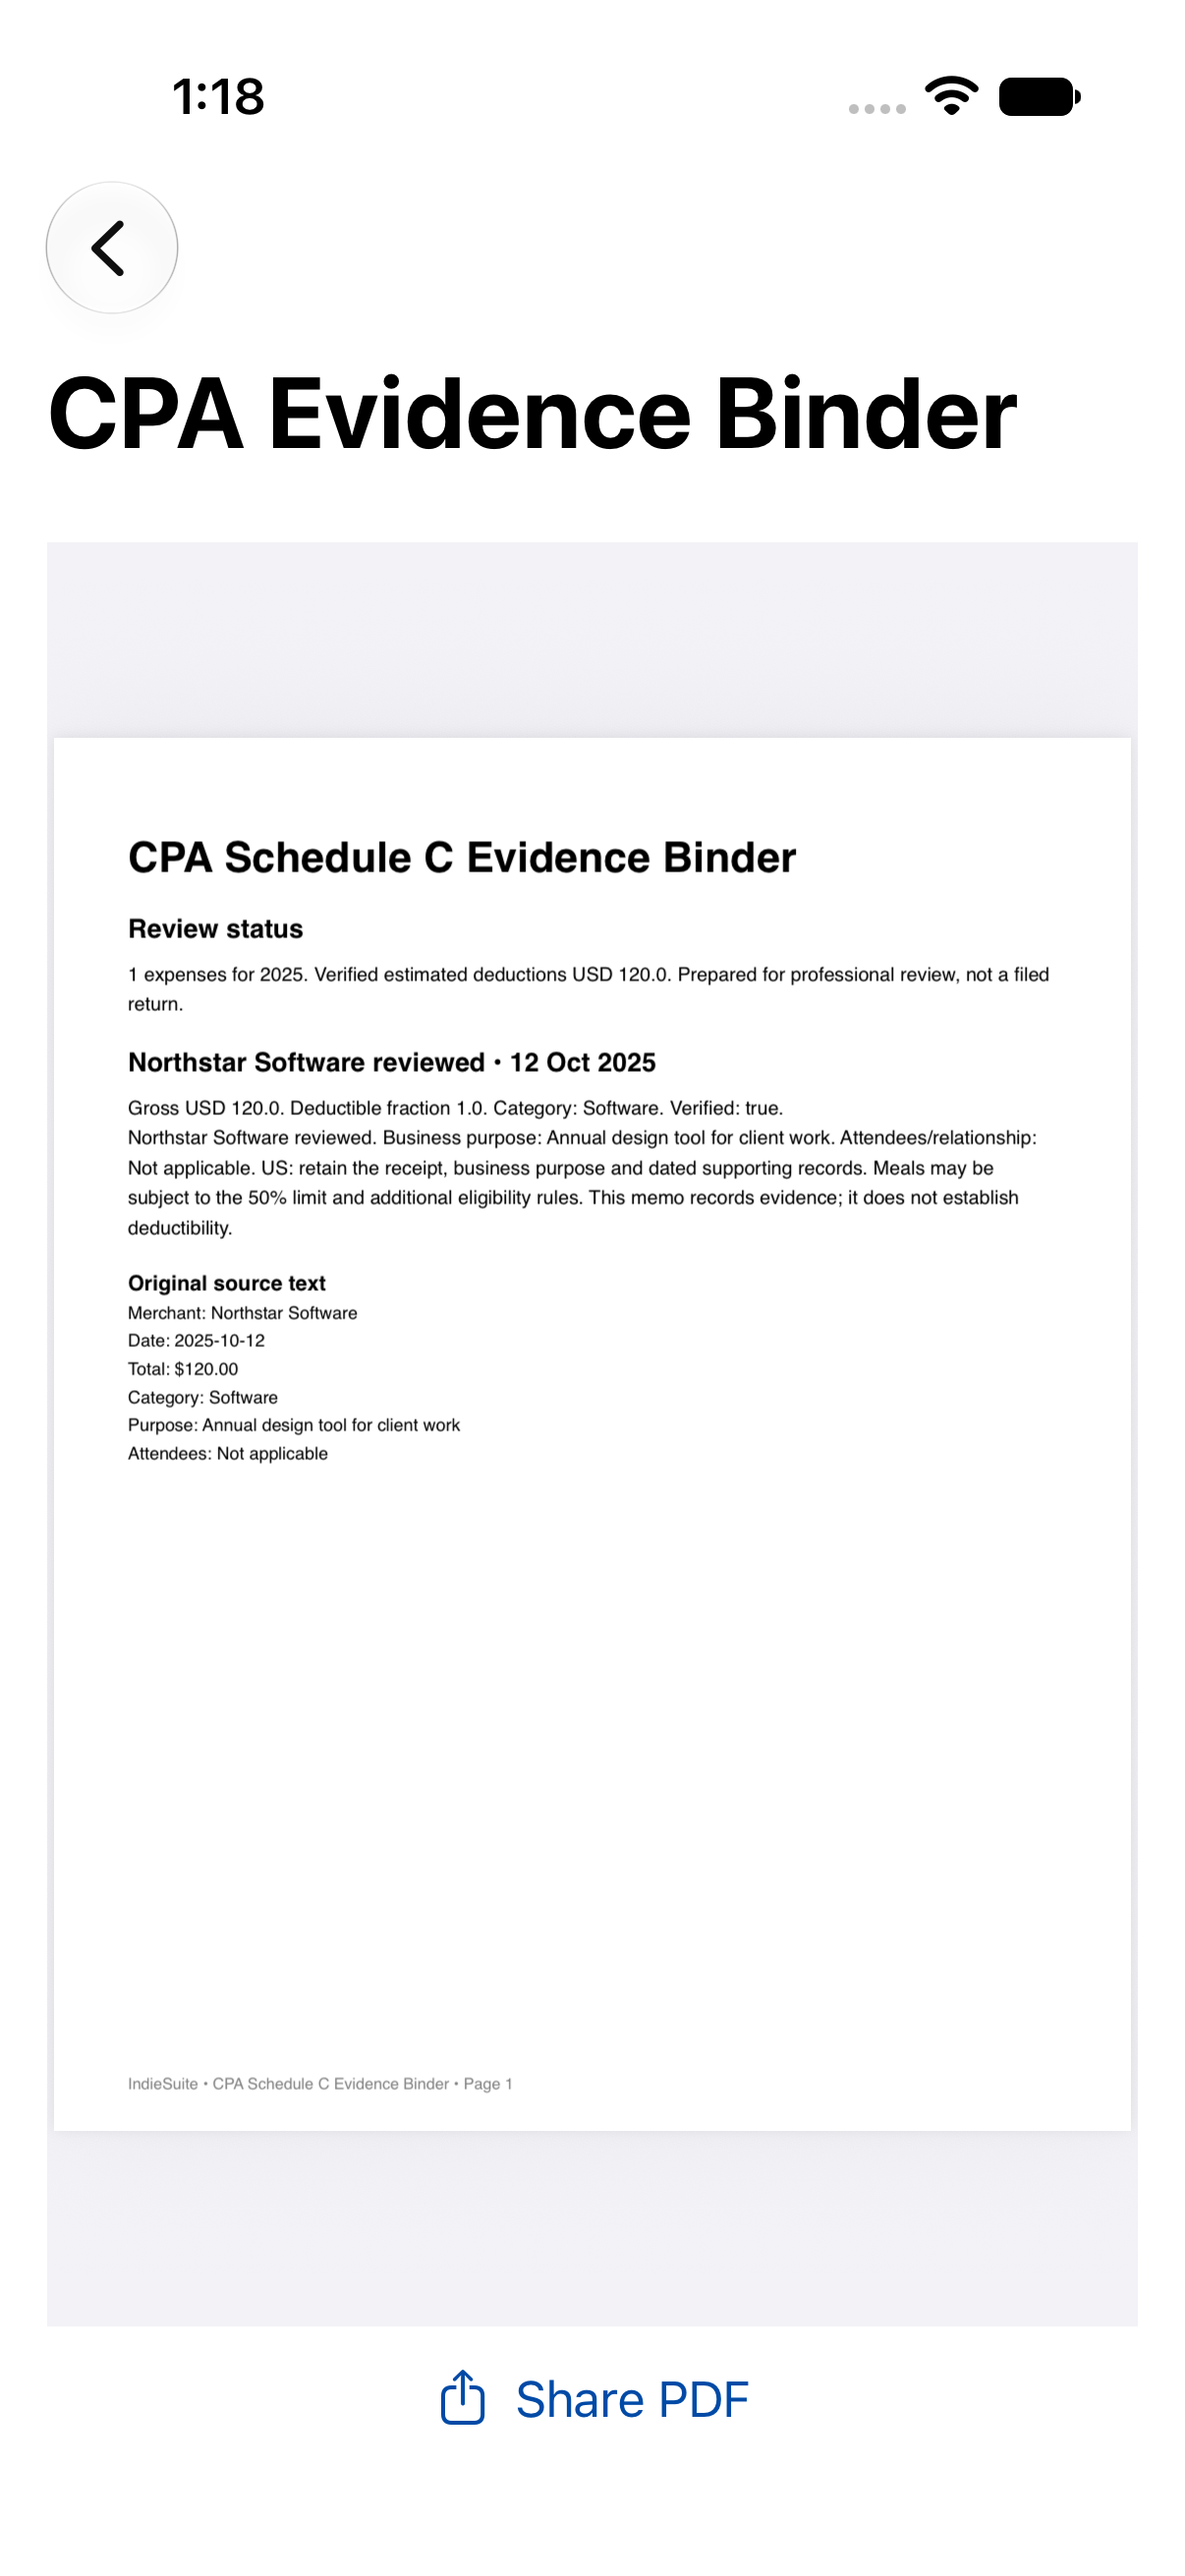 1:18
CPA Evidence Binder
CPA Schedule C Evidence Binder
Review status
1 expenses for 2025. Verified estimated deductions USD 120.0. Prepared for professional review, not a filed
return.
Northstar Software reviewed • 12 Oct 2025
Gross USD 120.0. Deductible fraction 1.0. Category: Software. Verified: true.
Northstar Software reviewed. Business purpose: Annual design tool for client work. Attendees/relationship:
Not applicable. US: retain the receipt, business purpose and dated supporting records. Meals may be
subject to the 50% limit and additional eligibility rules. This memo records evidence; it does not establish
deductibility.
Original source text
Merchant: Northstar Software
Date: 2025-10-12
Total: $120.00
Category: Software
Purpose: Annual design tool for client work
Attendees: Not applicable
IndieSuite • CPA Schedule C Evidence Binder • Page 1
Share PDF